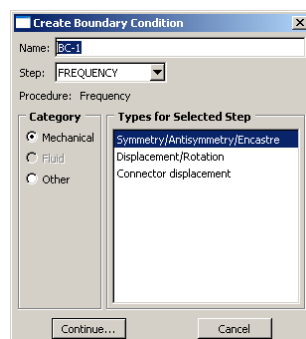 Create Boundary Condition
Name: BC-1
Step: FREQUENCY
Procedure: Frequency
Category
Types for Selected Step
Mechanical
Fluid
Other
Symmetry/Antisymmetry/Encastre
Displacement/Rotation
Connector displacement
Continue...
Cancel